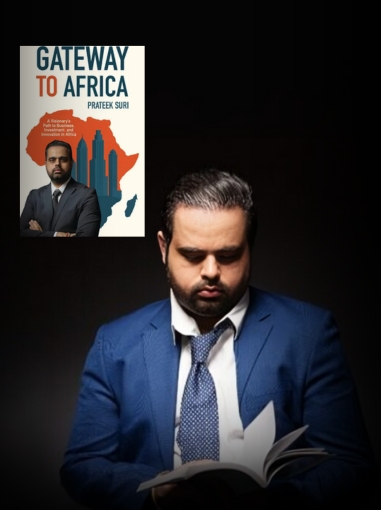 GATEWAY
TO AFRICA
PRATEEK SURI
A Visionary's
Path to Business,
Investment, and
Innovation in Africa